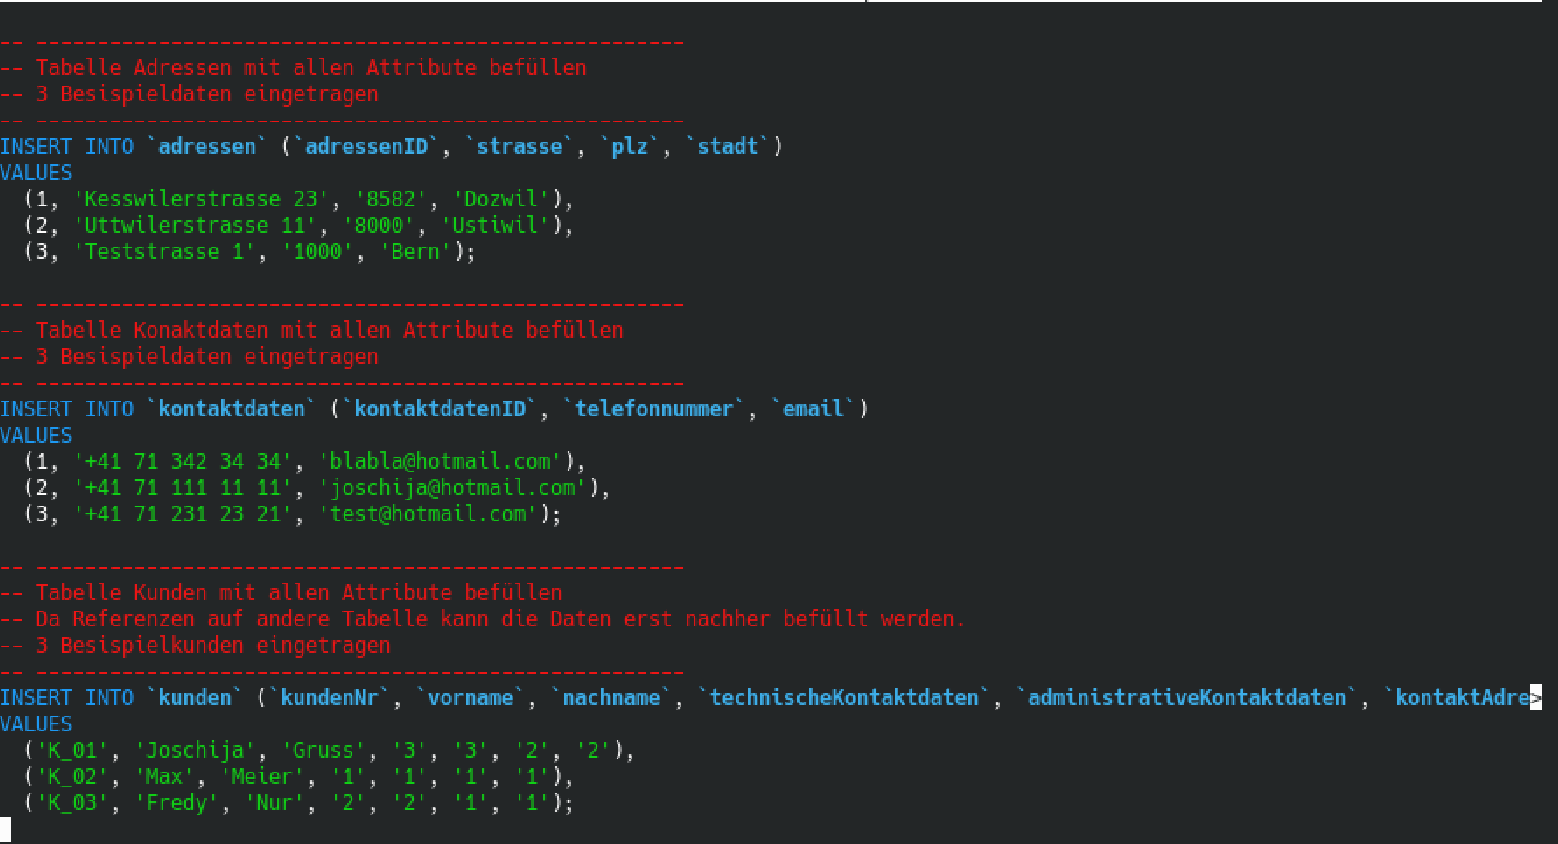 -- -----------------------------------------------------
-- Tabelle Adressen mit allen Attribute befüllen
-- 3 Besispieldaten eingetragen
-- -----------------------------------------------------
INSERT INTO `adressen` (`adressenID`, `strasse`, `plz`, `stadt`)
VALUES
  (1, 'Kesswilerstrasse 23', '8582', 'Dozwil'),
  (2, 'Uttwilerstrasse 11', '8000', 'Ustiwil'),
  (3, 'Teststrasse 1', '1000', 'Bern');
-- -----------------------------------------------------
-- Tabelle Konaktdaten mit allen Attribute befüllen
-- 3 Besispieldaten eingetragen
-- -----------------------------------------------------
INSERT INTO `kontaktdaten` (`kontaktdatenID`, `telefonnummer`, `email`)
VALUES
  (1, '+41 71 342 34 34', 'blabla@hotmail.com'),
  (2, '+41 71 111 11 11', 'joschija@hotmail.com'),
  (3, '+41 71 231 23 21', 'test@hotmail.com');
-- -----------------------------------------------------
-- Tabelle Kunden mit allen Attribute befüllen
-- Da Referenzen auf andere Tabelle kann die Daten erst nachher befüllt werden.
-- 3 Besispielkunden eingetragen
-- -----------------------------------------------------
INSERT INTO `kunden` (`kundenNr`, `vorname`, `nachname`, `technischeKontaktdaten`, `administrativeKontaktdaten`, `kontaktAdre>
VALUES
  ('K_01', 'Joschija', 'Gruss', '3', '3', '2', '2'),
  ('K_02', 'Max', 'Meier', '1', '1', '1', '1'),
  ('K_03', 'Fredy', 'Nur', '2', '2', '1', '1');